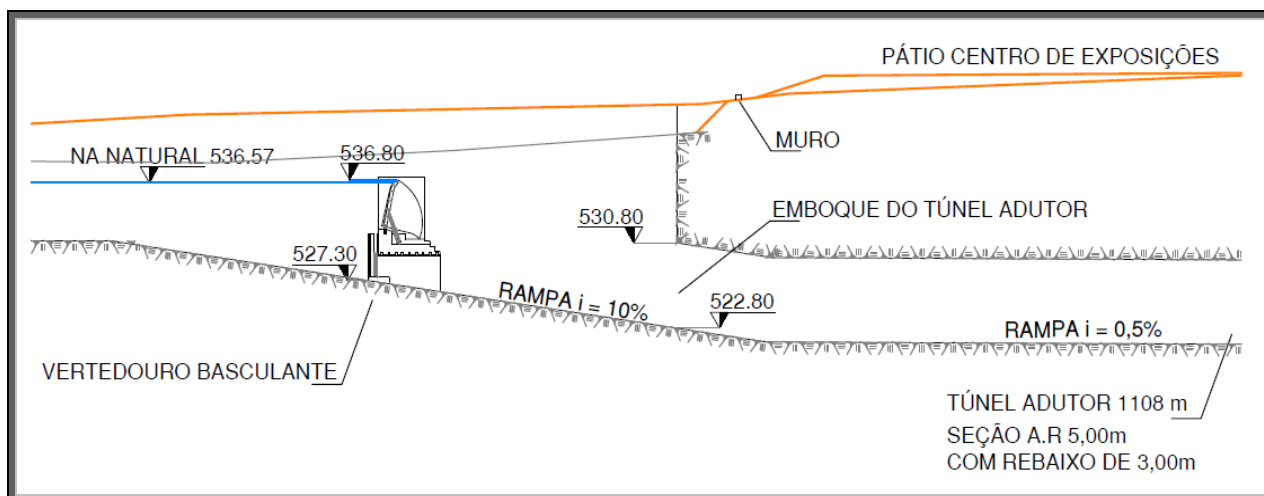 PÁTIO CENTRO DE EXPOSIÇÕES
MURO
NA NATURAL 536.57
536.80
EMBOQUE DO TÚNEL ADUTOR
530.80
527.30
RAMPA i = 10%
522.80
RAMPA i = 0,5%
VERTEDOURO BASCULANTE
TÚNEL ADUTOR 1108 m
SEÇÃO A.R 5,00m
COM REBAIXO DE 3,00m